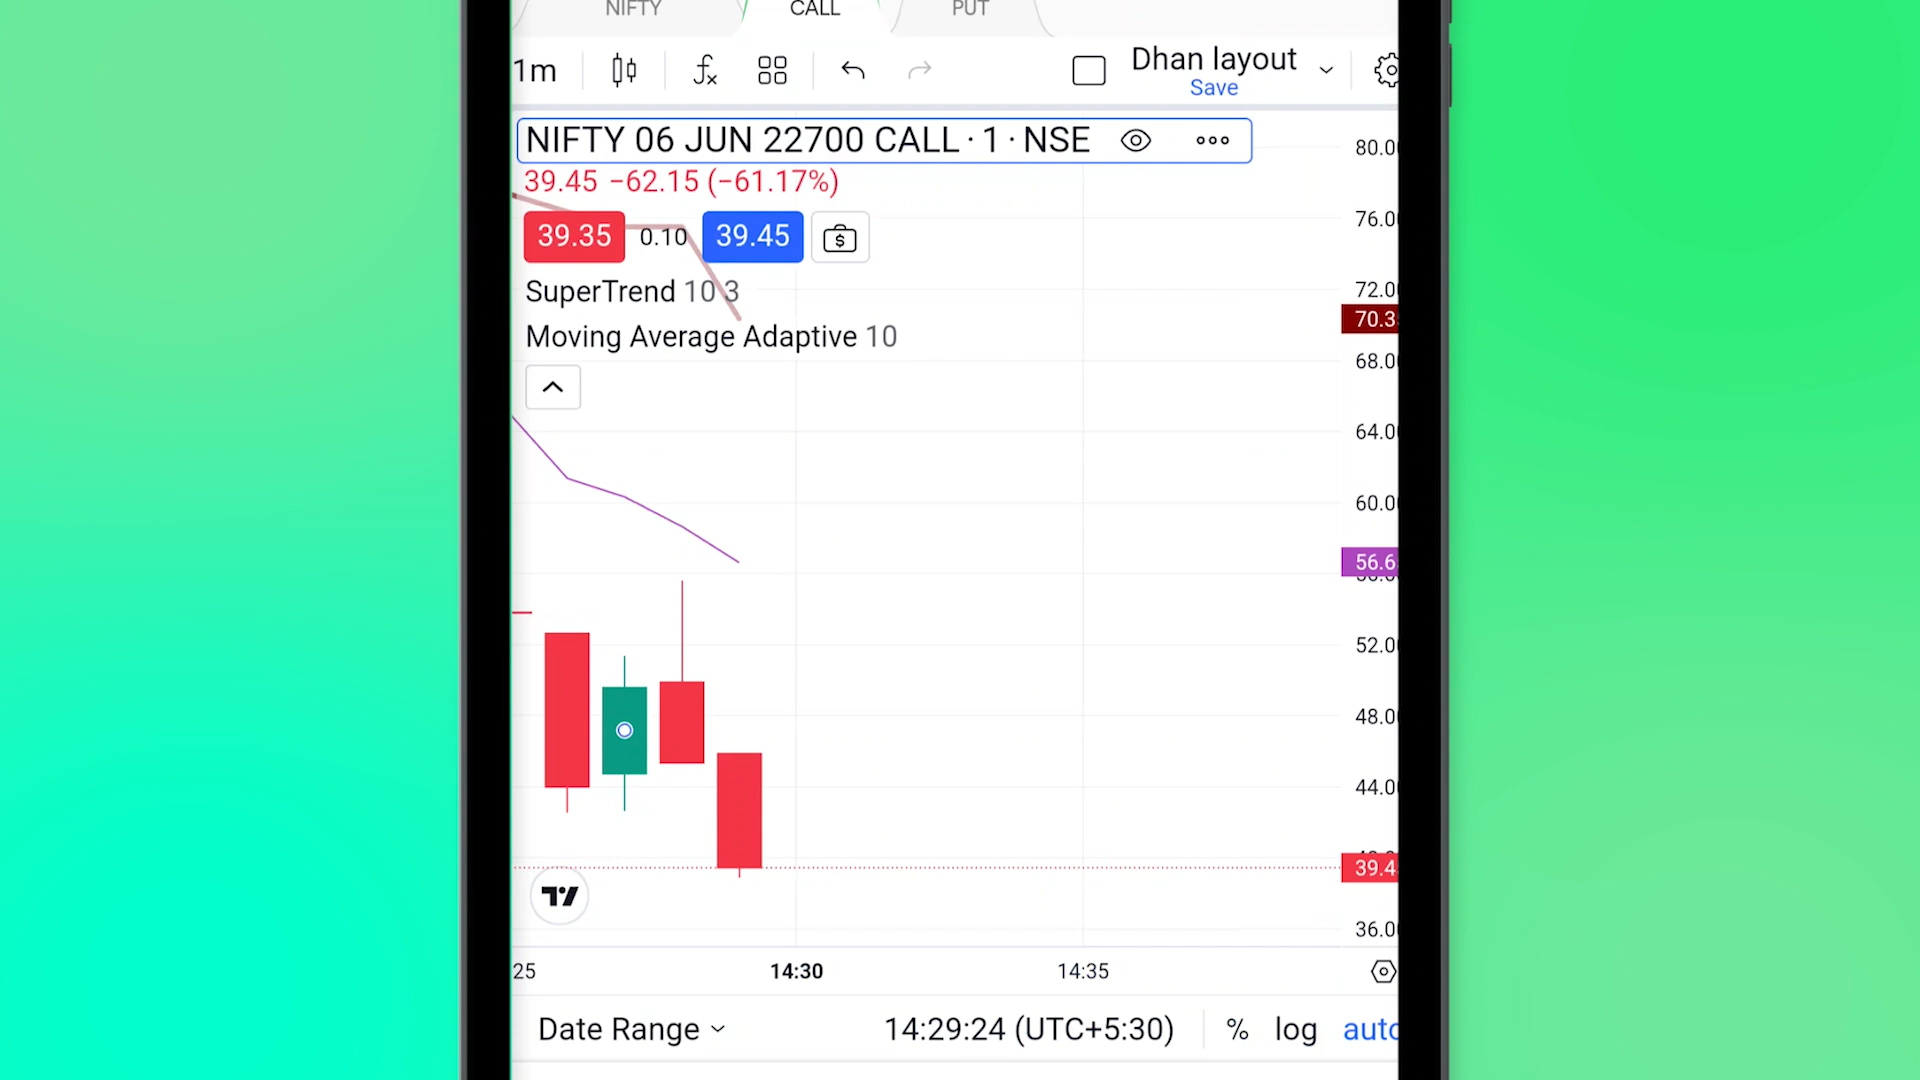 NIFTY CALL PUT
1m Dhan layout
Save
NIFTY 06 JUN 22700 CALL · 1 · NSE
39.45 −62.15 (−61.17%)
39.35 0.10 39.45
SuperTrend 10 3
Moving Average Adaptive 10
80.0
76.0
72.0
70.3
68.0
64.0
60.0
56.6
52.0
48.0
44.0
39.4
36.0
25 14:30 14:35
Date Range 14:29:24 (UTC+5:30) % log auto